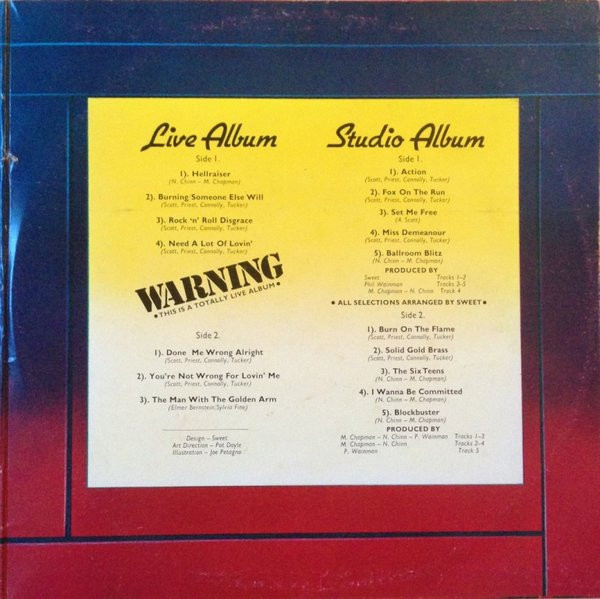 Live Album
Side 1.
1). Hellraiser
(N. Chinn – M. Chapman)
2). Burning Someone Else Will
(Scott, Priest, Connolly, Tucker)
3). Rock 'n' Roll Disgrace
(Scott, Priest, Connolly, Tucker)
4). Need A Lot Of Lovin'
(Scott, Priest, Connolly, Tucker)
WARNING
• THIS IS A TOTALLY LIVE ALBUM •
Side 2.
1). Done Me Wrong Alright
(Scott, Priest, Connolly, Tucker)
2). You're Not Wrong For Lovin' Me
(Scott, Priest, Connolly, Tucker)
3). The Man With The Golden Arm
(Elmer Bernstein, Sylvia Fine)
Design – Sweet
Art Direction – Pat Doyle
Illustration – Joe Petagno
Studio Album
Side 1.
1). Action
(Scott, Priest, Connolly, Tucker)
2). Fox On The Run
(Scott, Priest, Connolly, Tucker)
3). Set Me Free
(A. Scott)
4). Miss Demeanour
(Scott, Priest, Connolly, Tucker)
5). Ballroom Blitz
(N. Chinn – M. Chapman)
PRODUCED BY
Sweet Tracks 1–2
Phil Wainman Tracks 3–5
M. Chapman – N. Chinn Track 4
• ALL SELECTIONS ARRANGED BY SWEET •
Side 2.
1). Burn On The Flame
(Scott, Priest, Connolly, Tucker)
2). Solid Gold Brass
(Scott, Priest, Connolly, Tucker)
3). The Six Teens
(N. Chinn – M. Chapman)
4). I Wanna Be Committed
(N. Chinn – M. Chapman)
5). Blockbuster
(N. Chinn – M. Chapman)
PRODUCED BY
M. Chapman – N. Chinn – P. Wainman Tracks 1–3
M. Chapman – N. Chinn Tracks 2–4
P. Wainman Track 5